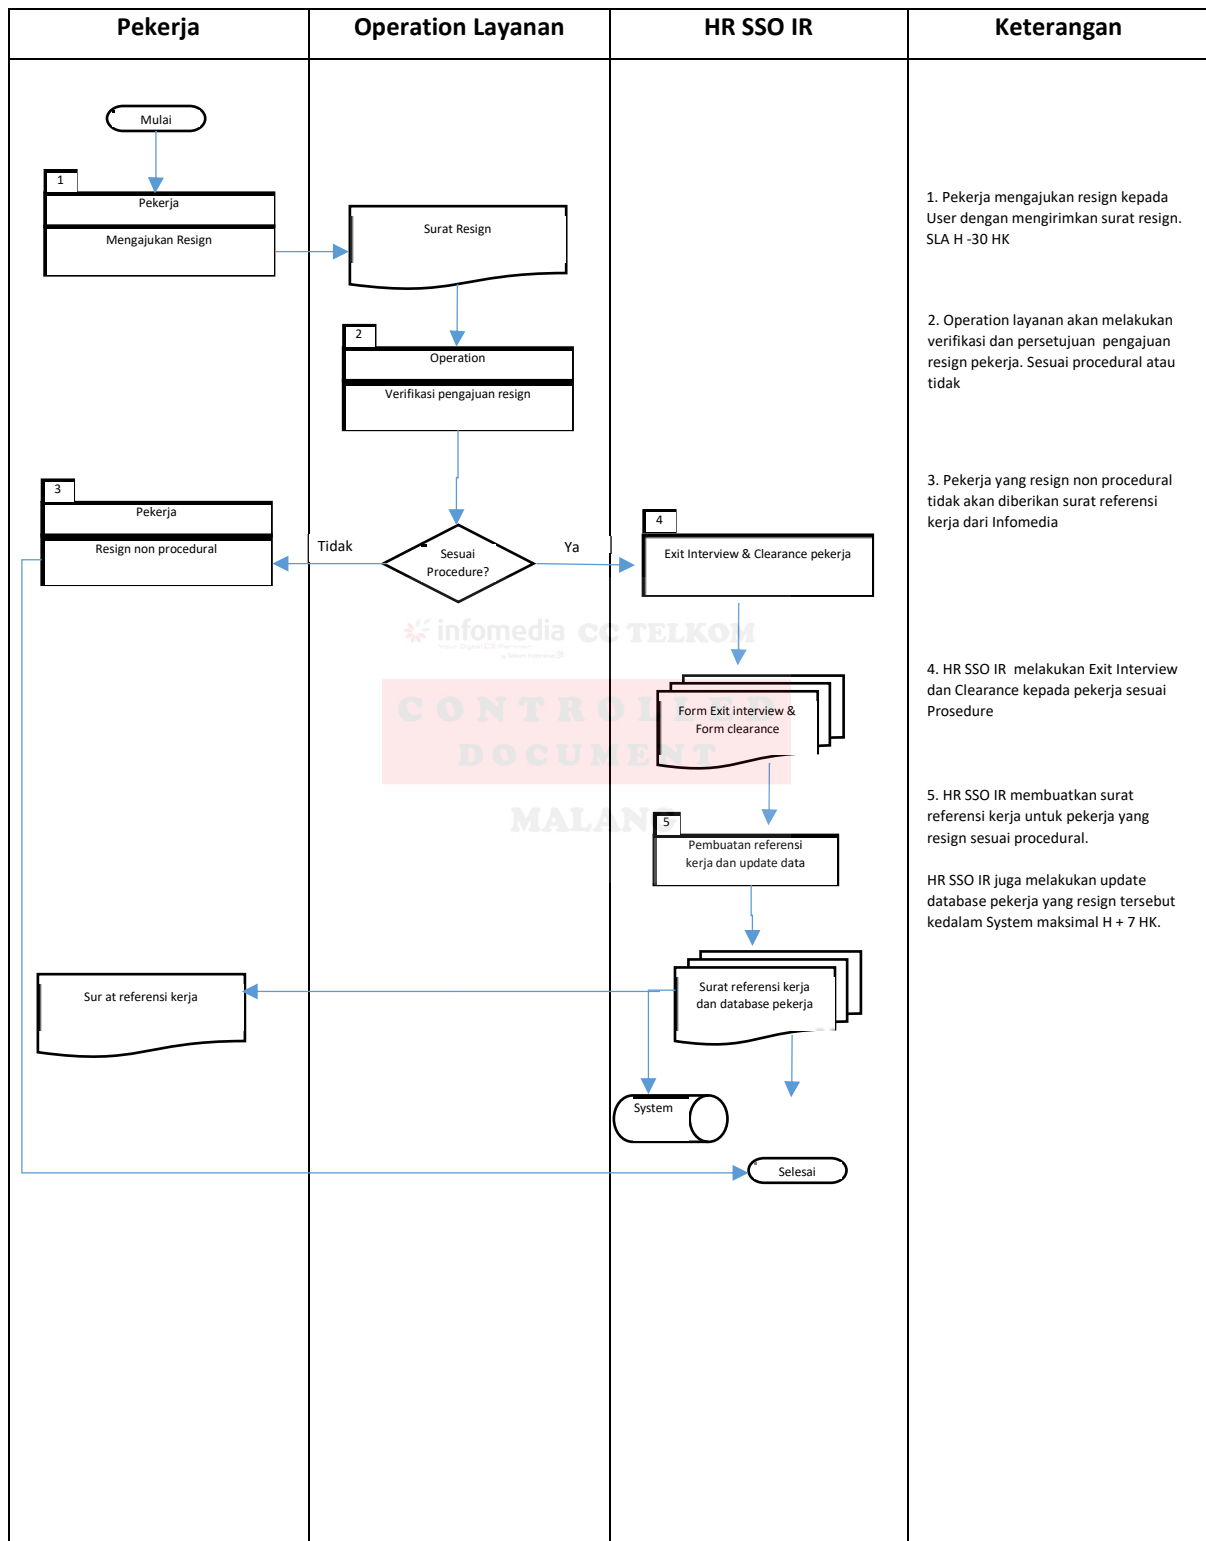 Pekerja
Operation Layanan
HR SSO IR
Keterangan
Mulai
1
Pekerja
Mengajukan Resign
Surat Resign
1. Pekerja mengajukan resign kepada
User dengan mengirimkan surat resign.
SLA H -30 HK
2
Operation
Verifikasi pengajuan resign
2. Operation layanan akan melakukan
verifikasi dan persetujuan pengajuan
resign pekerja. Sesuai procedural atau
tidak
3
Pekerja
Resign non procedural
Tidak
Sesuai
Procedure?
Ya
4
Exit Interview & Clearance pekerja
3. Pekerja yang resign non procedural
tidak akan diberikan surat referensi
kerja dari Infomedia
infomedia CC TELKOM
CONTROLLED
DOCUMENT
MALANG
Form Exit interview &
Form clearance
4. HR SSO IR melakukan Exit Interview
dan Clearance kepada pekerja sesuai
Prosedure
5
Pembuatan referensi
kerja dan update data
5. HR SSO IR membuatkan surat
referensi kerja untuk pekerja yang
resign sesuai procedural.
HR SSO IR juga melakukan update
database pekerja yang resign tersebut
kedalam System maksimal H + 7 HK.
Sur at referensi kerja
Surat referensi kerja
dan database pekerja
System
Selesai